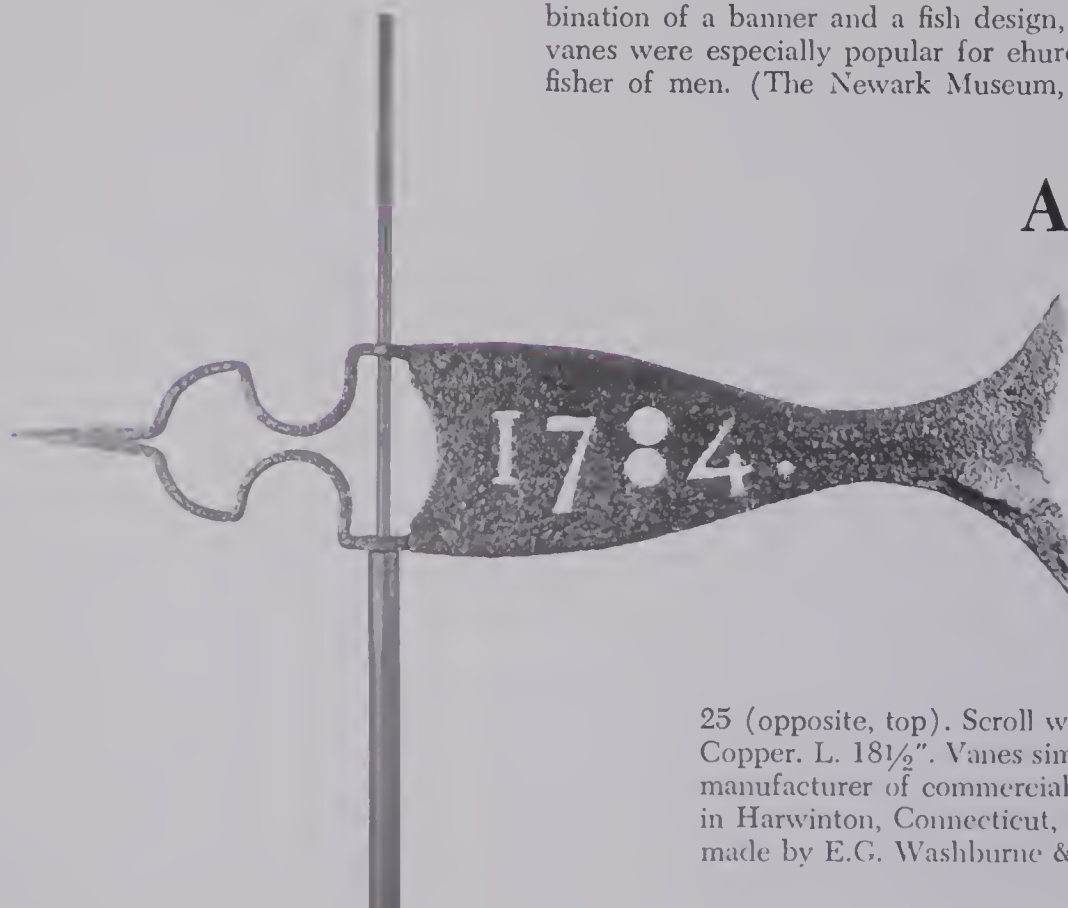 bination of a banner and a fish design,
vanes were especially popular for ehur
fisher of men. (The Newark Museum,
A
17:4.
25 (opposite, top). Scroll w
Copper. L. 18½". Vanes sim
manufacturer of commercial
in Harwinton, Connecticut,
made by E.G. Washburne &